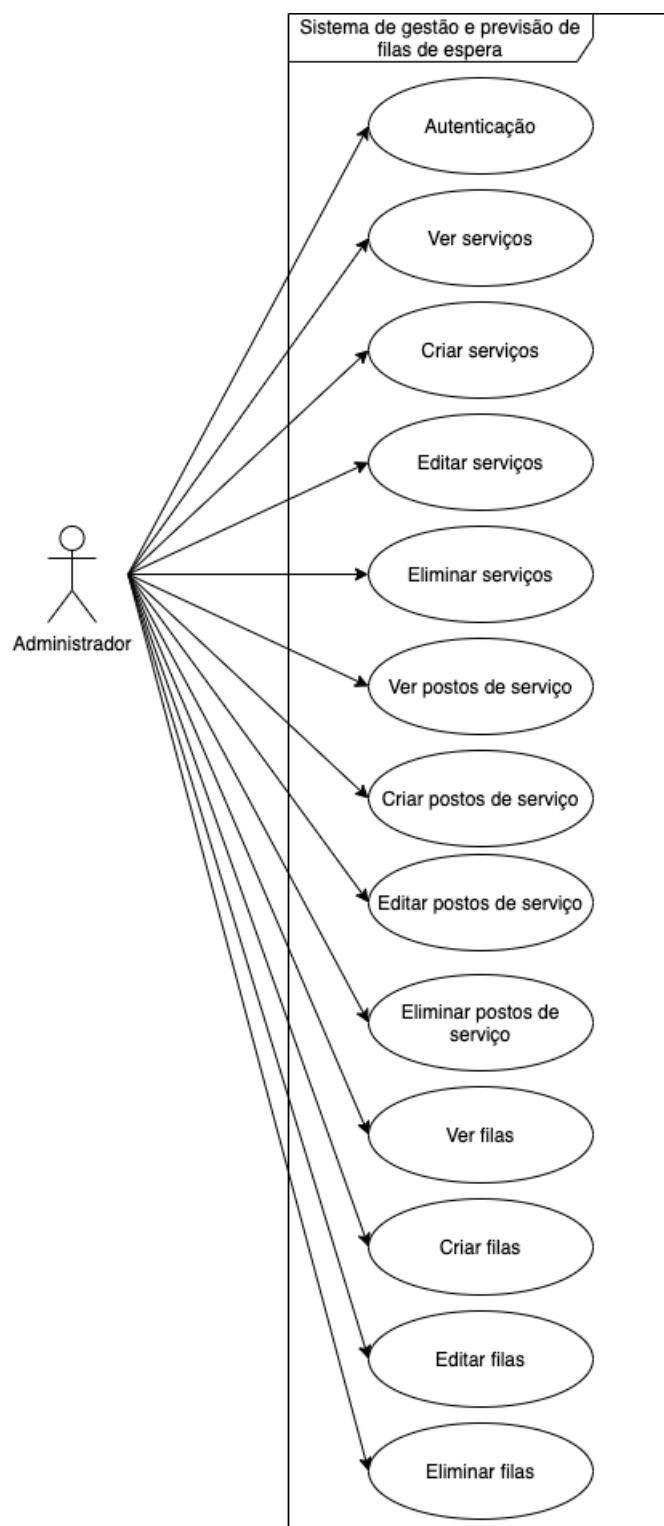 Sistema de gestão e previsão de
filas de espera
Autenticação
Ver serviços
Criar serviços
Editar serviços
Eliminar serviços
Administrador
Ver postos de serviço
Criar postos de serviço
Editar postos de serviço
Eliminar postos de
serviço
Ver filas
Criar filas
Editar filas
Eliminar filas